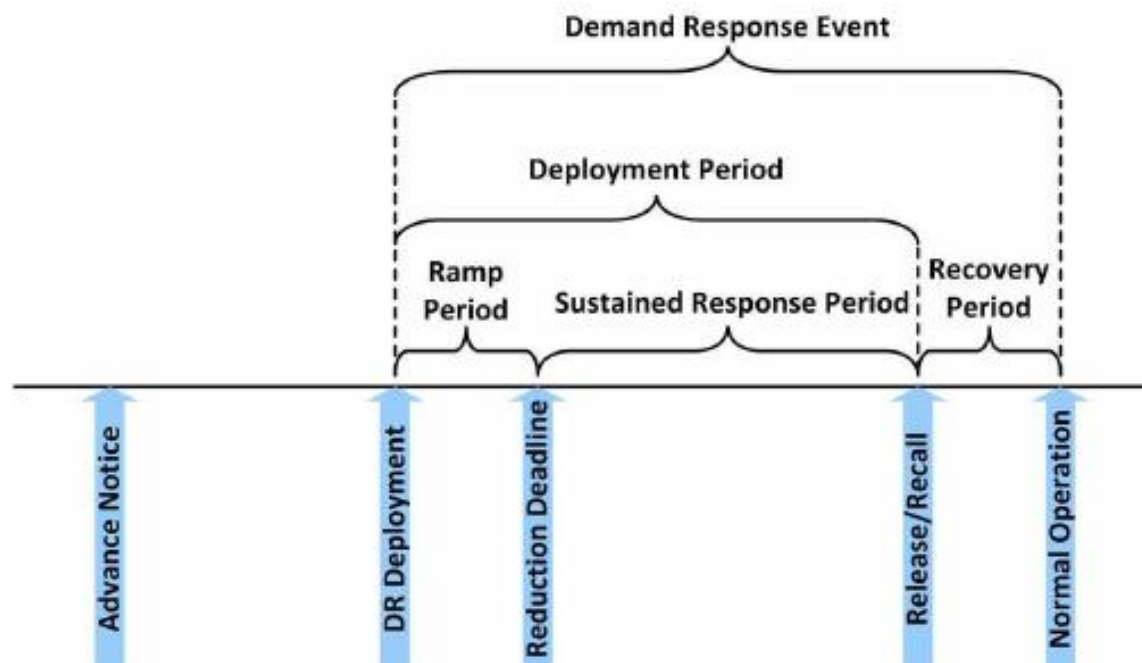 Demand Response Event
Deployment Period
Ramp
Period
Sustained Response Period
Recovery
Period
Advance Notice
DR Deployment
Reduction Deadline
Release/Recall
Normal Operation